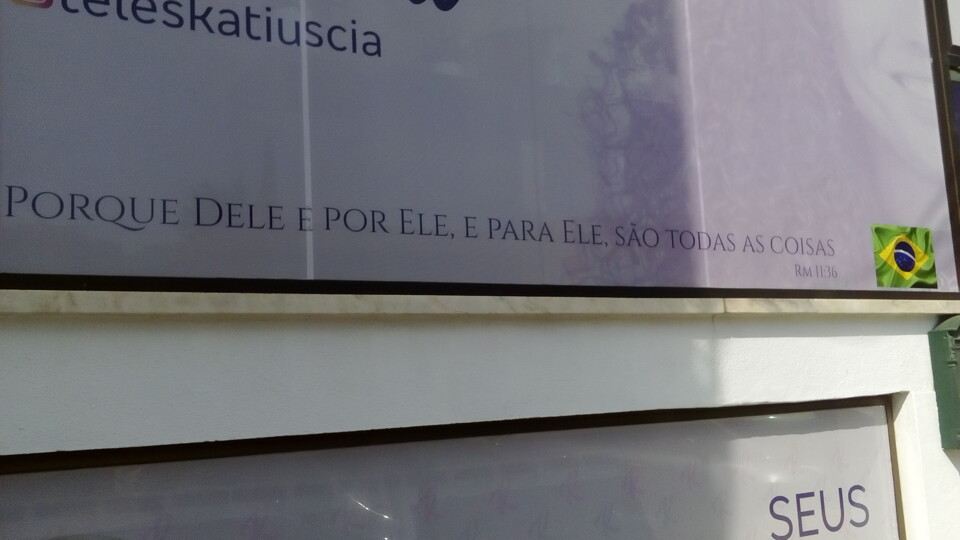 teleskatiuscia
PORQUE DELE E POR ELE, E PARA ELE, SÃO TODAS AS COISAS
RM 11:36
SEUS